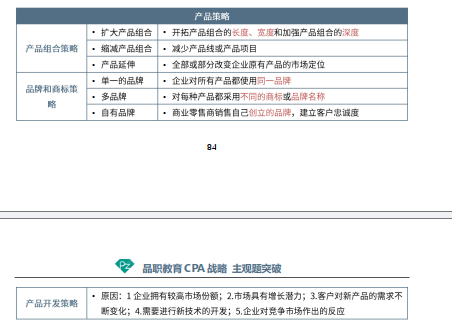 产品策略
产品组合策略
• 扩大产品组合 • 开拓产品组合的长度、宽度和加强产品组合的深度
• 缩减产品组合 • 减少产品线或产品项目
• 产品延伸 • 全部或部分改变企业原有产品的市场定位
品牌和商标策
略
• 单一的品牌 • 企业对所有产品都使用同一品牌
• 多品牌 • 对每种产品都采用不同的商标或品牌名称
• 自有品牌 • 商业零售商销售自己创立的品牌，建立客户忠诚度
品职教育 CPA 战略 主观题突破
产品开发策略
• 原因：1 企业拥有较高市场份额；2.市场具有增长潜力；3.客户对新产品的需求不
断变化；4.需要进行新技术的开发；5.企业对竞争市场作出的反应